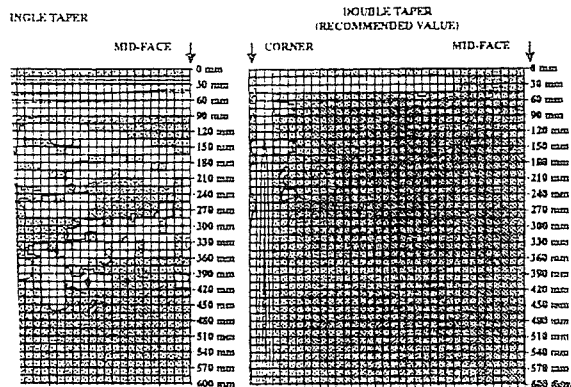 INGLE TAPER
MID-FACE
0 mm
30 mm
60 mm
90 mm
120 mm
150 mm
180 mm
210 mm
240 mm
270 mm
300 mm
330 mm
360 mm
390 mm
420 mm
450 mm
480 mm
510 mm
540 mm
570 mm
600 mm
DOUBLE TAPER
(RECOMMENDED VALUE)
CORNER MID-FACE
0 mm
30 mm
60 mm
90 mm
120 mm
150 mm
180 mm
210 mm
240 mm
270 mm
300 mm
330 mm
360 mm
390 mm
420 mm
450 mm
480 mm
510 mm
540 mm
570 mm